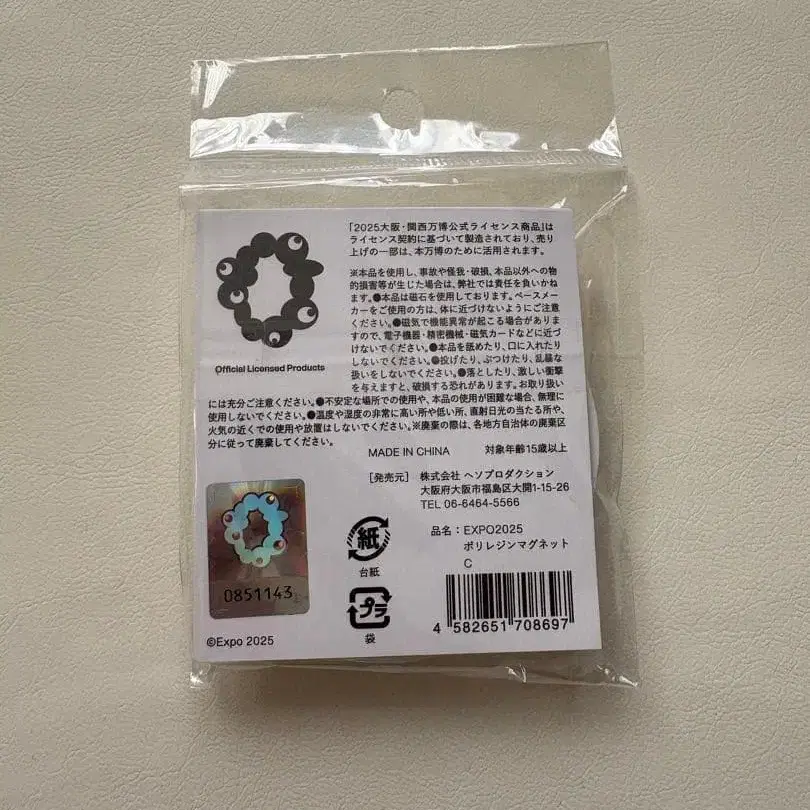 「2025大阪・関西万博公式ライセンス商品」は
ライセンス契約に基づいて製造されており、売り
上げの一部は、本万博のために活用されます。
※本品を使用し、事故や怪我・破損、本品以外への物
的損害等が生じた場合は、弊社では責任を負いかね
ます。●本品は磁石を使用しております。ペースメー
カーをご使用の方は、体に近づけないようにご注意
ください。●磁気で機能異常が起こる場合がありま
すので、電子機器・精密機械・磁気カードなどに近づ
けないでください。●本品を舐めたり、口に入れたり
しないでください。●投げたり、ぶつけたり、乱暴な
扱いをしないでください。●落としたり、激しい衝撃
を与えますと、破損する恐れがあります。お取り扱い
には充分ご注意ください。●不安定な場所での使用や、本品の使用が困難な場合、無理に
使用しないでください。●温度や湿度の非常に高い所や低い所、直射日光の当たる所や、
火気の近くでの使用や放置はしないでください。※廃棄の際は、各地方自治体の廃棄区
分に従って廃棄してください。
Official Licensed Products
MADE IN CHINA 対象年齢15歳以上
[発売元] 株式会社 ヘソプロダクション
大阪府大阪市福島区大開1-15-26
TEL 06-6464-5566
品名：EXPO2025
ポリレジンマグネット
C
紙
台紙
プラ
袋
0851143
4 582651 708697
©Expo 2025